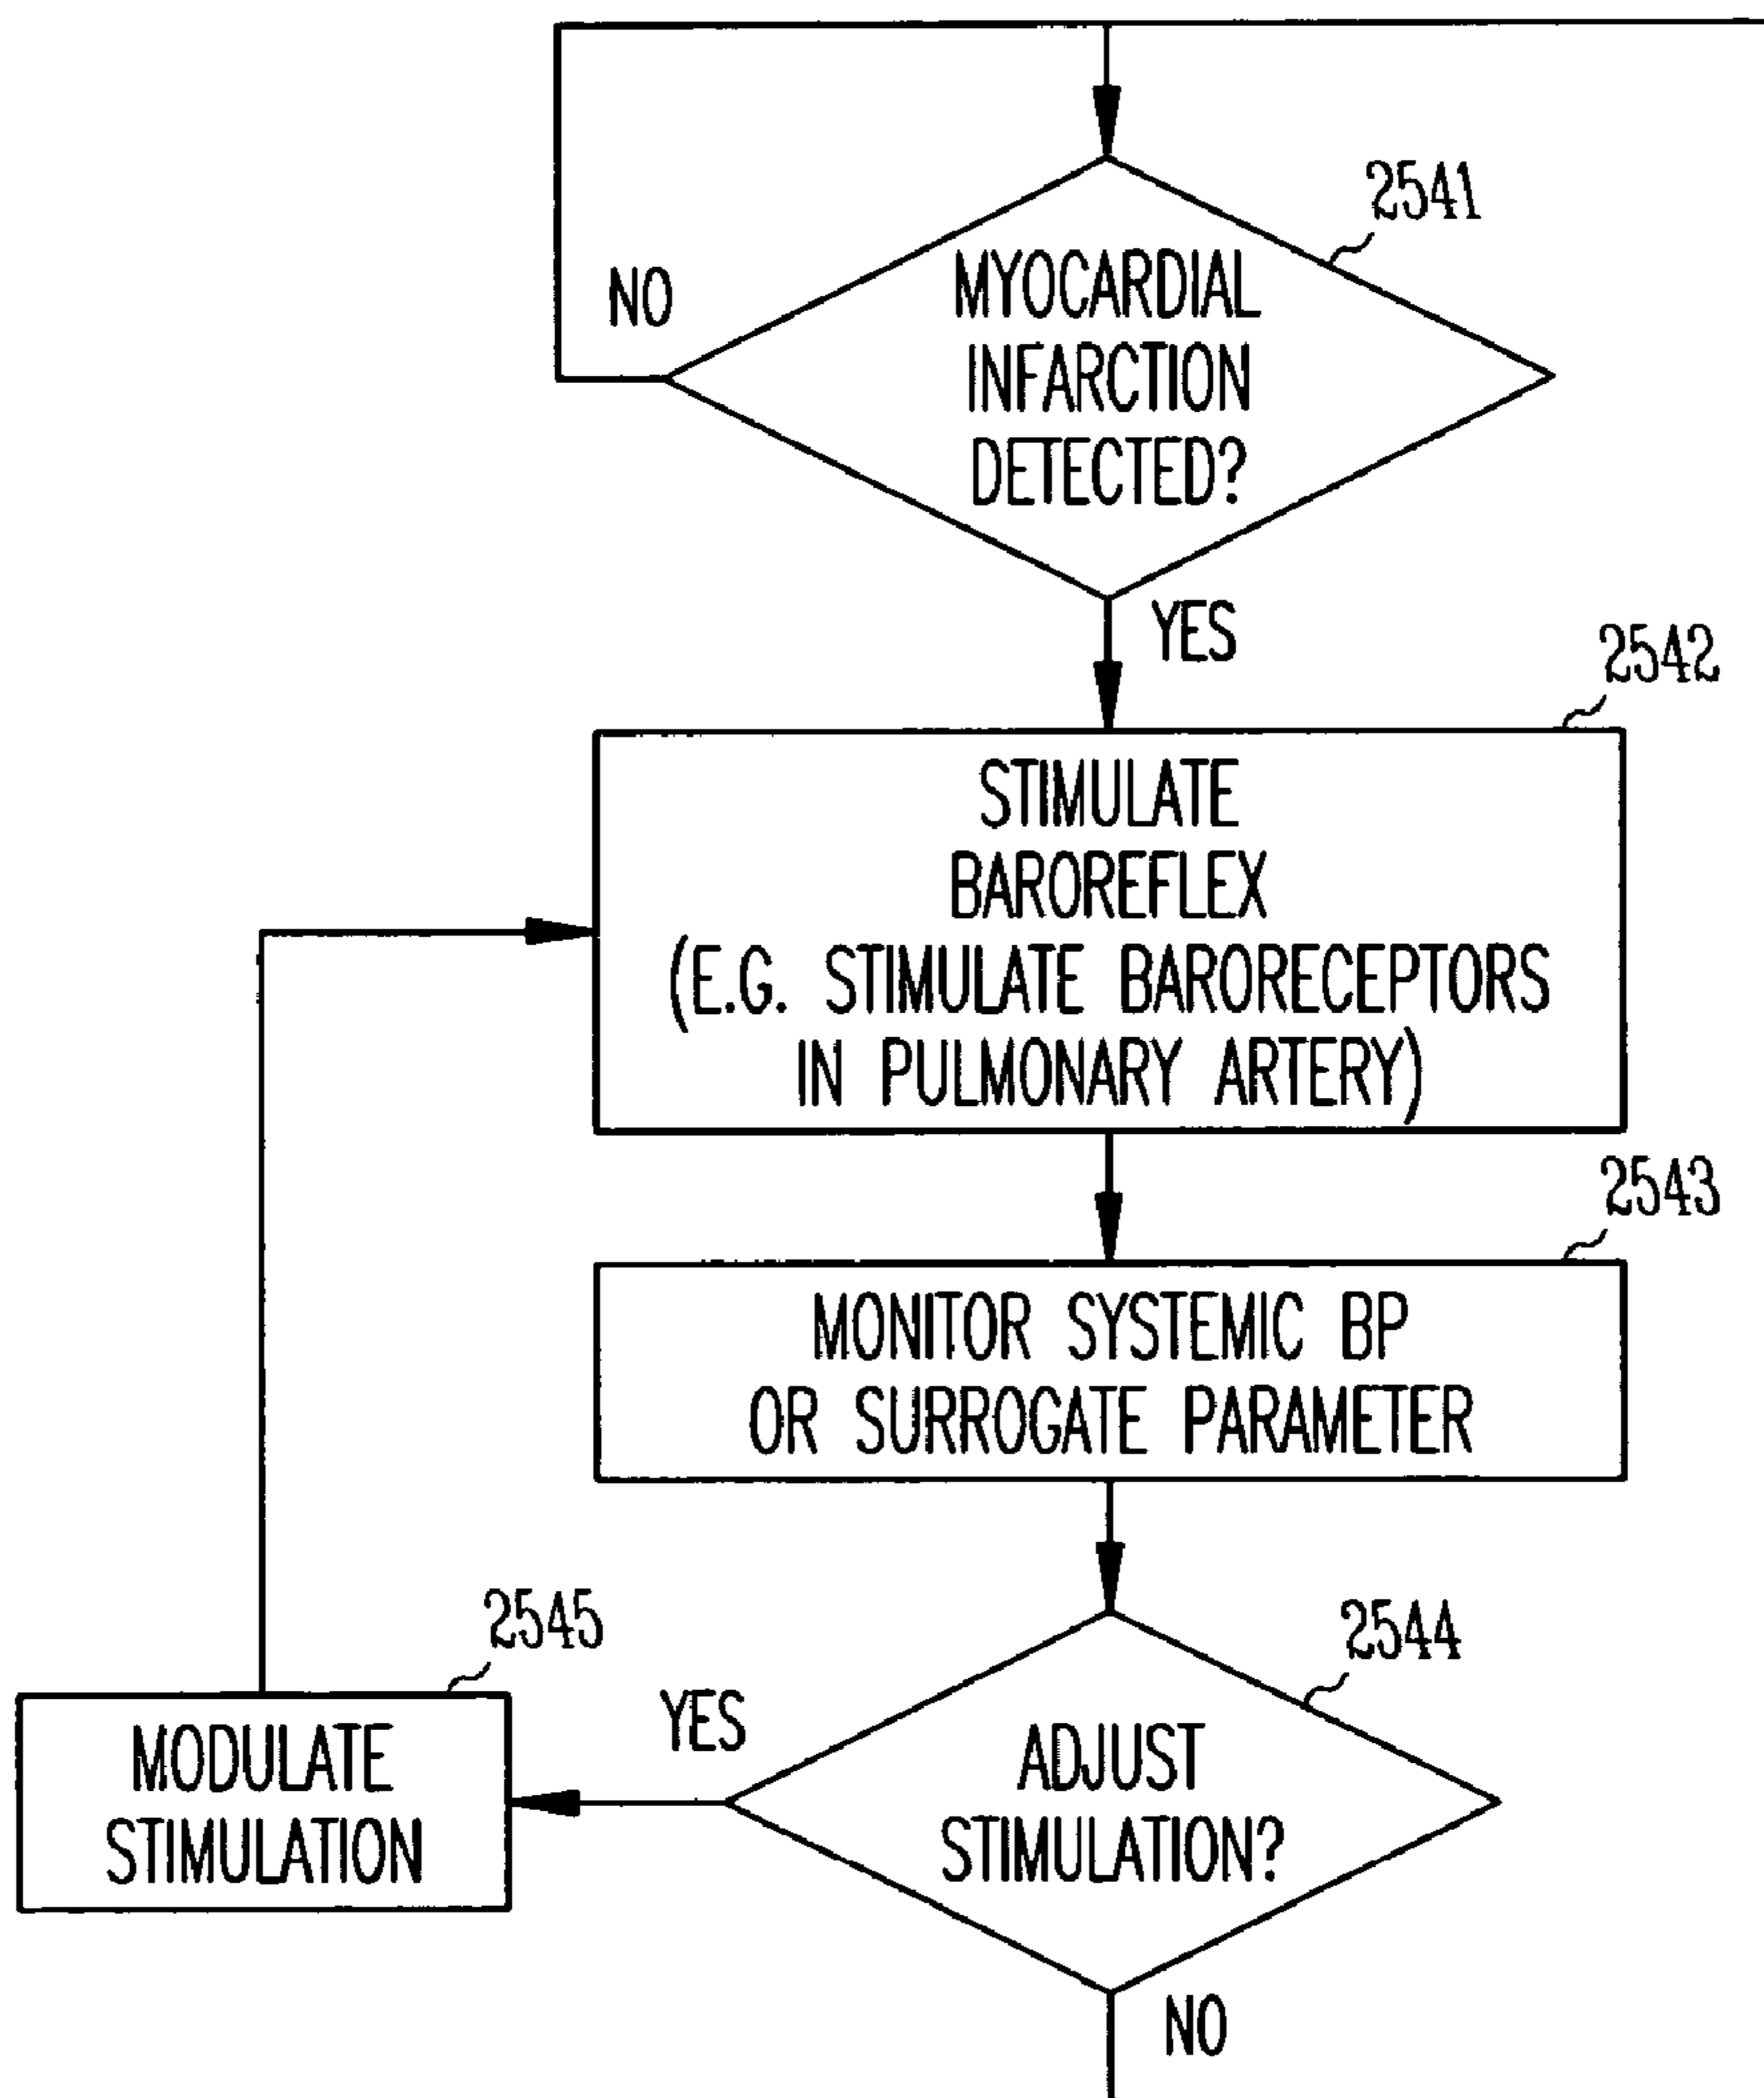 2541
MYOCARDIAL
INFARCTION
DETECTED?
NO
YES
2542
STIMULATE
BAROREFLEX
(E.G. STIMULATE BARORECEPTORS
IN PULMONARY ARTERY)
2543
MONITOR SYSTEMIC BP
OR SURROGATE PARAMETER
2544
ADJUST
STIMULATION?
YES
2545
MODULATE
STIMULATION
NO